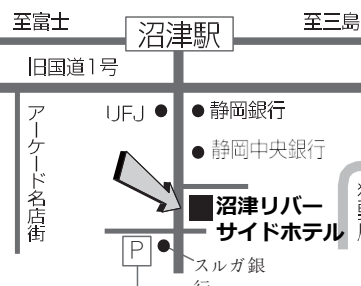 至富士
沼津駅
至三島
旧国道1号
アーケード名店街
UFJ
静岡銀行
静岡中央銀行
沼津リバー
サイドホテル
P
スルガ銀
行